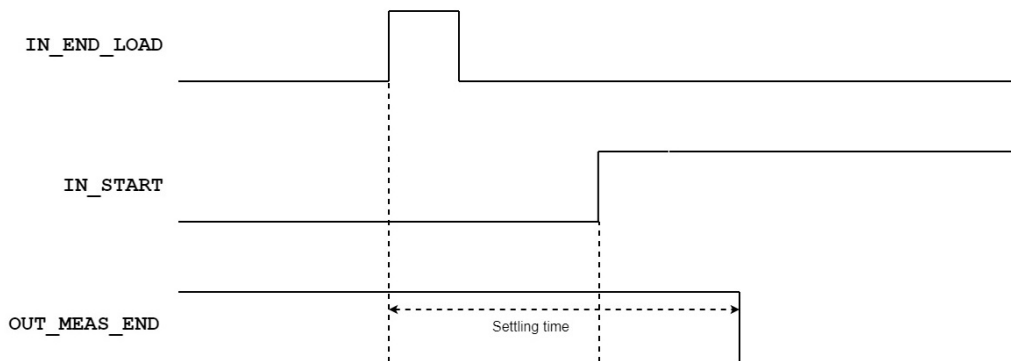 IN_END_LOAD
IN_START
OUT_MEAS_END
Settling time